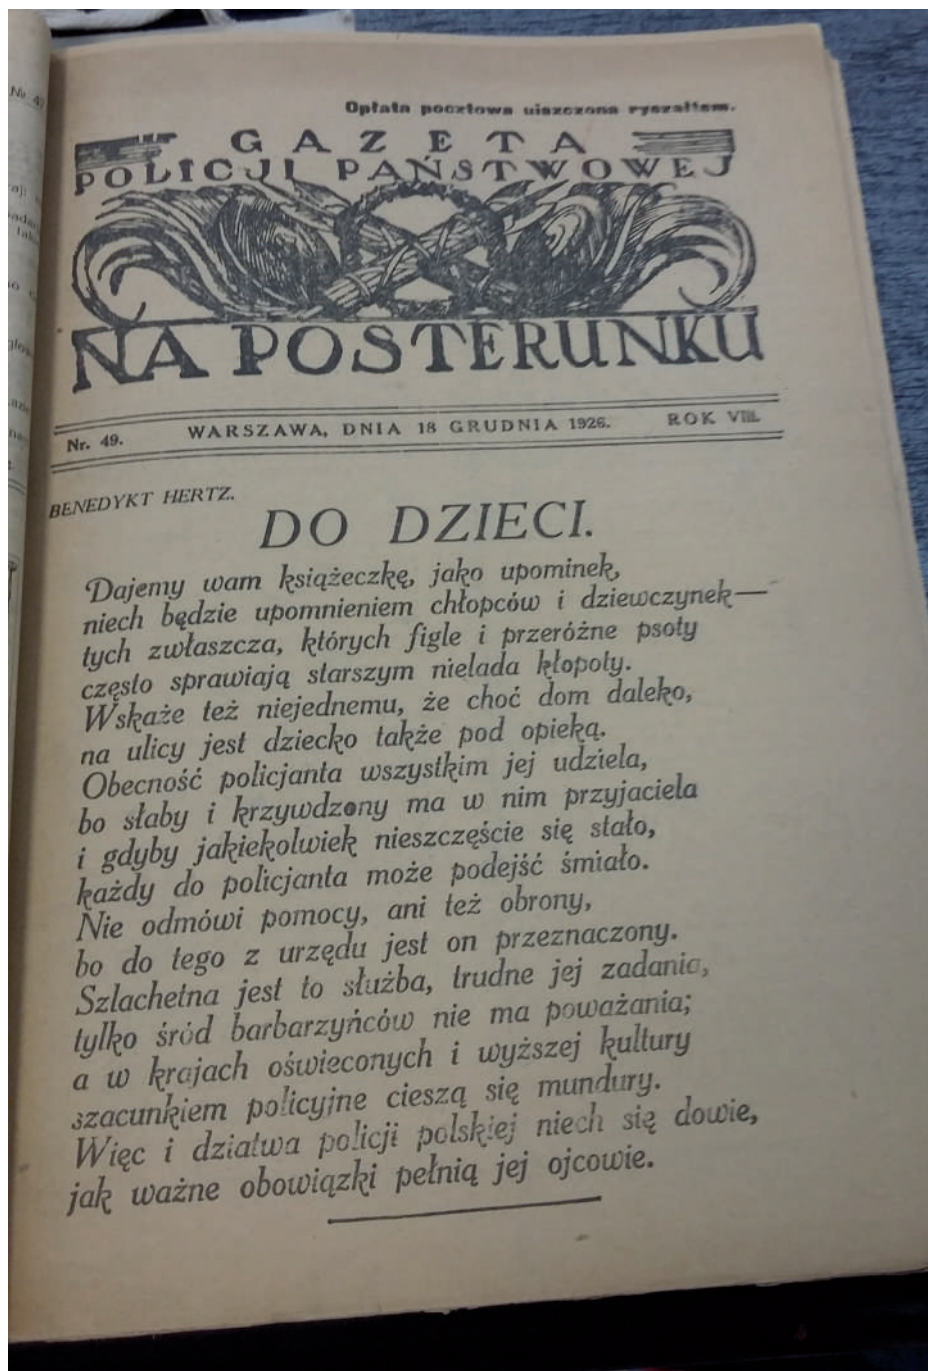 Opłata pocztowa uiszczona ryczałtem.
GAZETA
POLICJI PAŃSTWOWEJ
NA POSTERUNKU
Nr. 49. WARSZAWA, DNIA 18 GRUDNIA 1926. ROK VIII.
BENEDYKT HERTZ.
DO DZIECI.
Dajemy wam książeczkę, jako upominek,
niech będzie upomnieniem chłopców i dziewczynek—
tych zwłaszcza, których figle i przeróżne psoty
często sprawiają starszym nielada kłopoty.
Wskaże też niejednemu, że choć dom daleko,
na ulicy jest dziecko także pod opieką.
Obecność policjanta wszystkim jej udziela,
bo słaby i krzywdzony ma w nim przyjaciela
i gdyby jakiekolwiek nieszczęście się stało,
każdy do policjanta może podejść śmiało.
Nie odmówi pomocy, ani też obrony,
bo do tego z urzędu jest on przeznaczony.
Szlachetna jest to służba, trudne jej zadania,
tylko śród barbarzyńców nie ma poważania;
a w krajach oświeconych i wyższej kultury
szacunkiem policyjne cieszą się mundury.
Więc i dziatwa policji polskiej niech się dowie,
jak ważne obowiązki pełnią jej ojcowie.